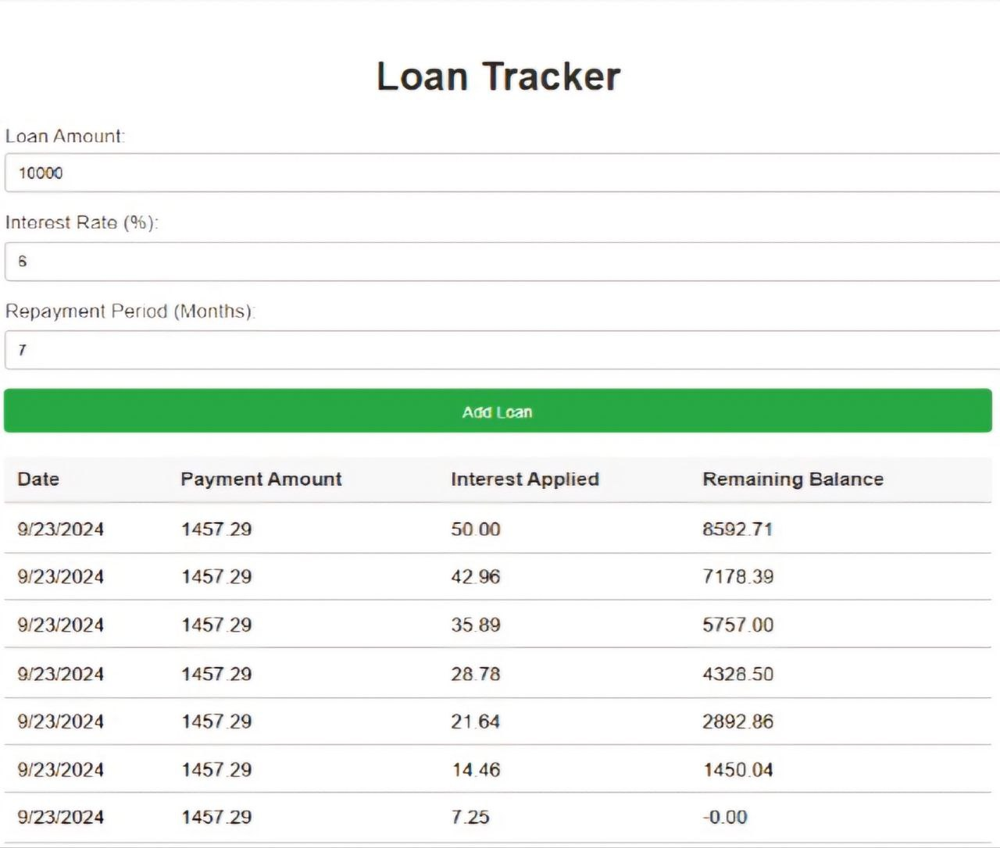 Loan Tracker
Loan Amount:
10000
Interest Rate (%):
6
Repayment Period (Months):
7
Add Loan
Date Payment Amount Interest Applied Remaining Balance
9/23/2024 1457.29 50.00 8592.71
9/23/2024 1457.29 42.96 7178.39
9/23/2024 1457.29 35.89 5757.00
9/23/2024 1457.29 28.78 4328.50
9/23/2024 1457.29 21.64 2892.86
9/23/2024 1457.29 14.46 1450.04
9/23/2024 1457.29 7.25 -0.00